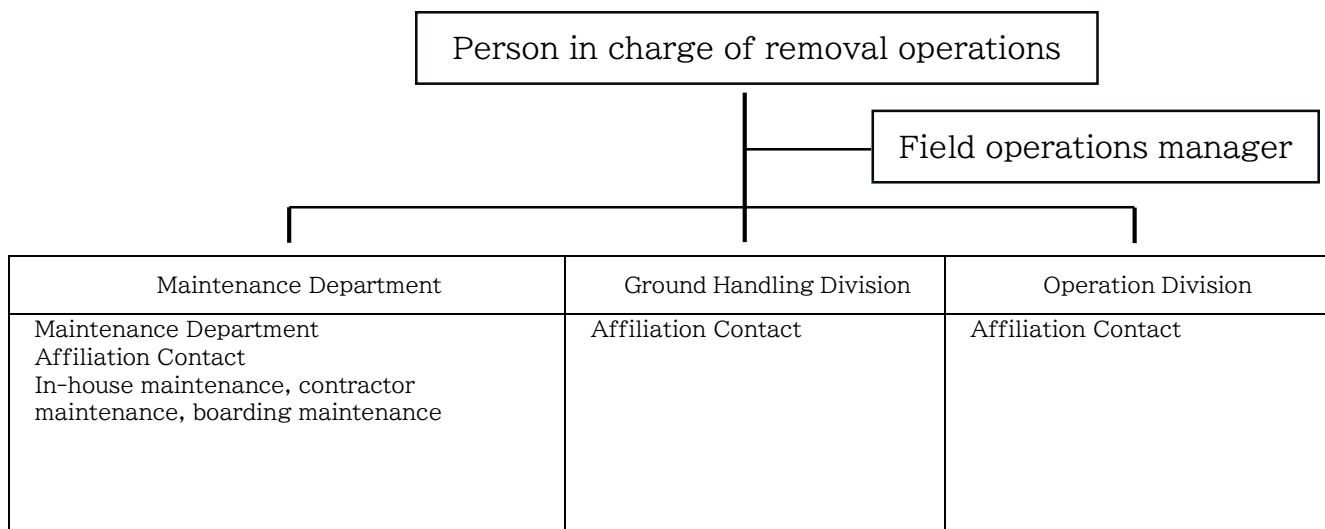 Person in charge of removal operations
Field operations manager
Maintenance Department
Ground Handling Division
Operation Division
Maintenance Department
Affiliation Contact
In-house maintenance, contractor
maintenance, boarding maintenance
Affiliation Contact
Affiliation Contact